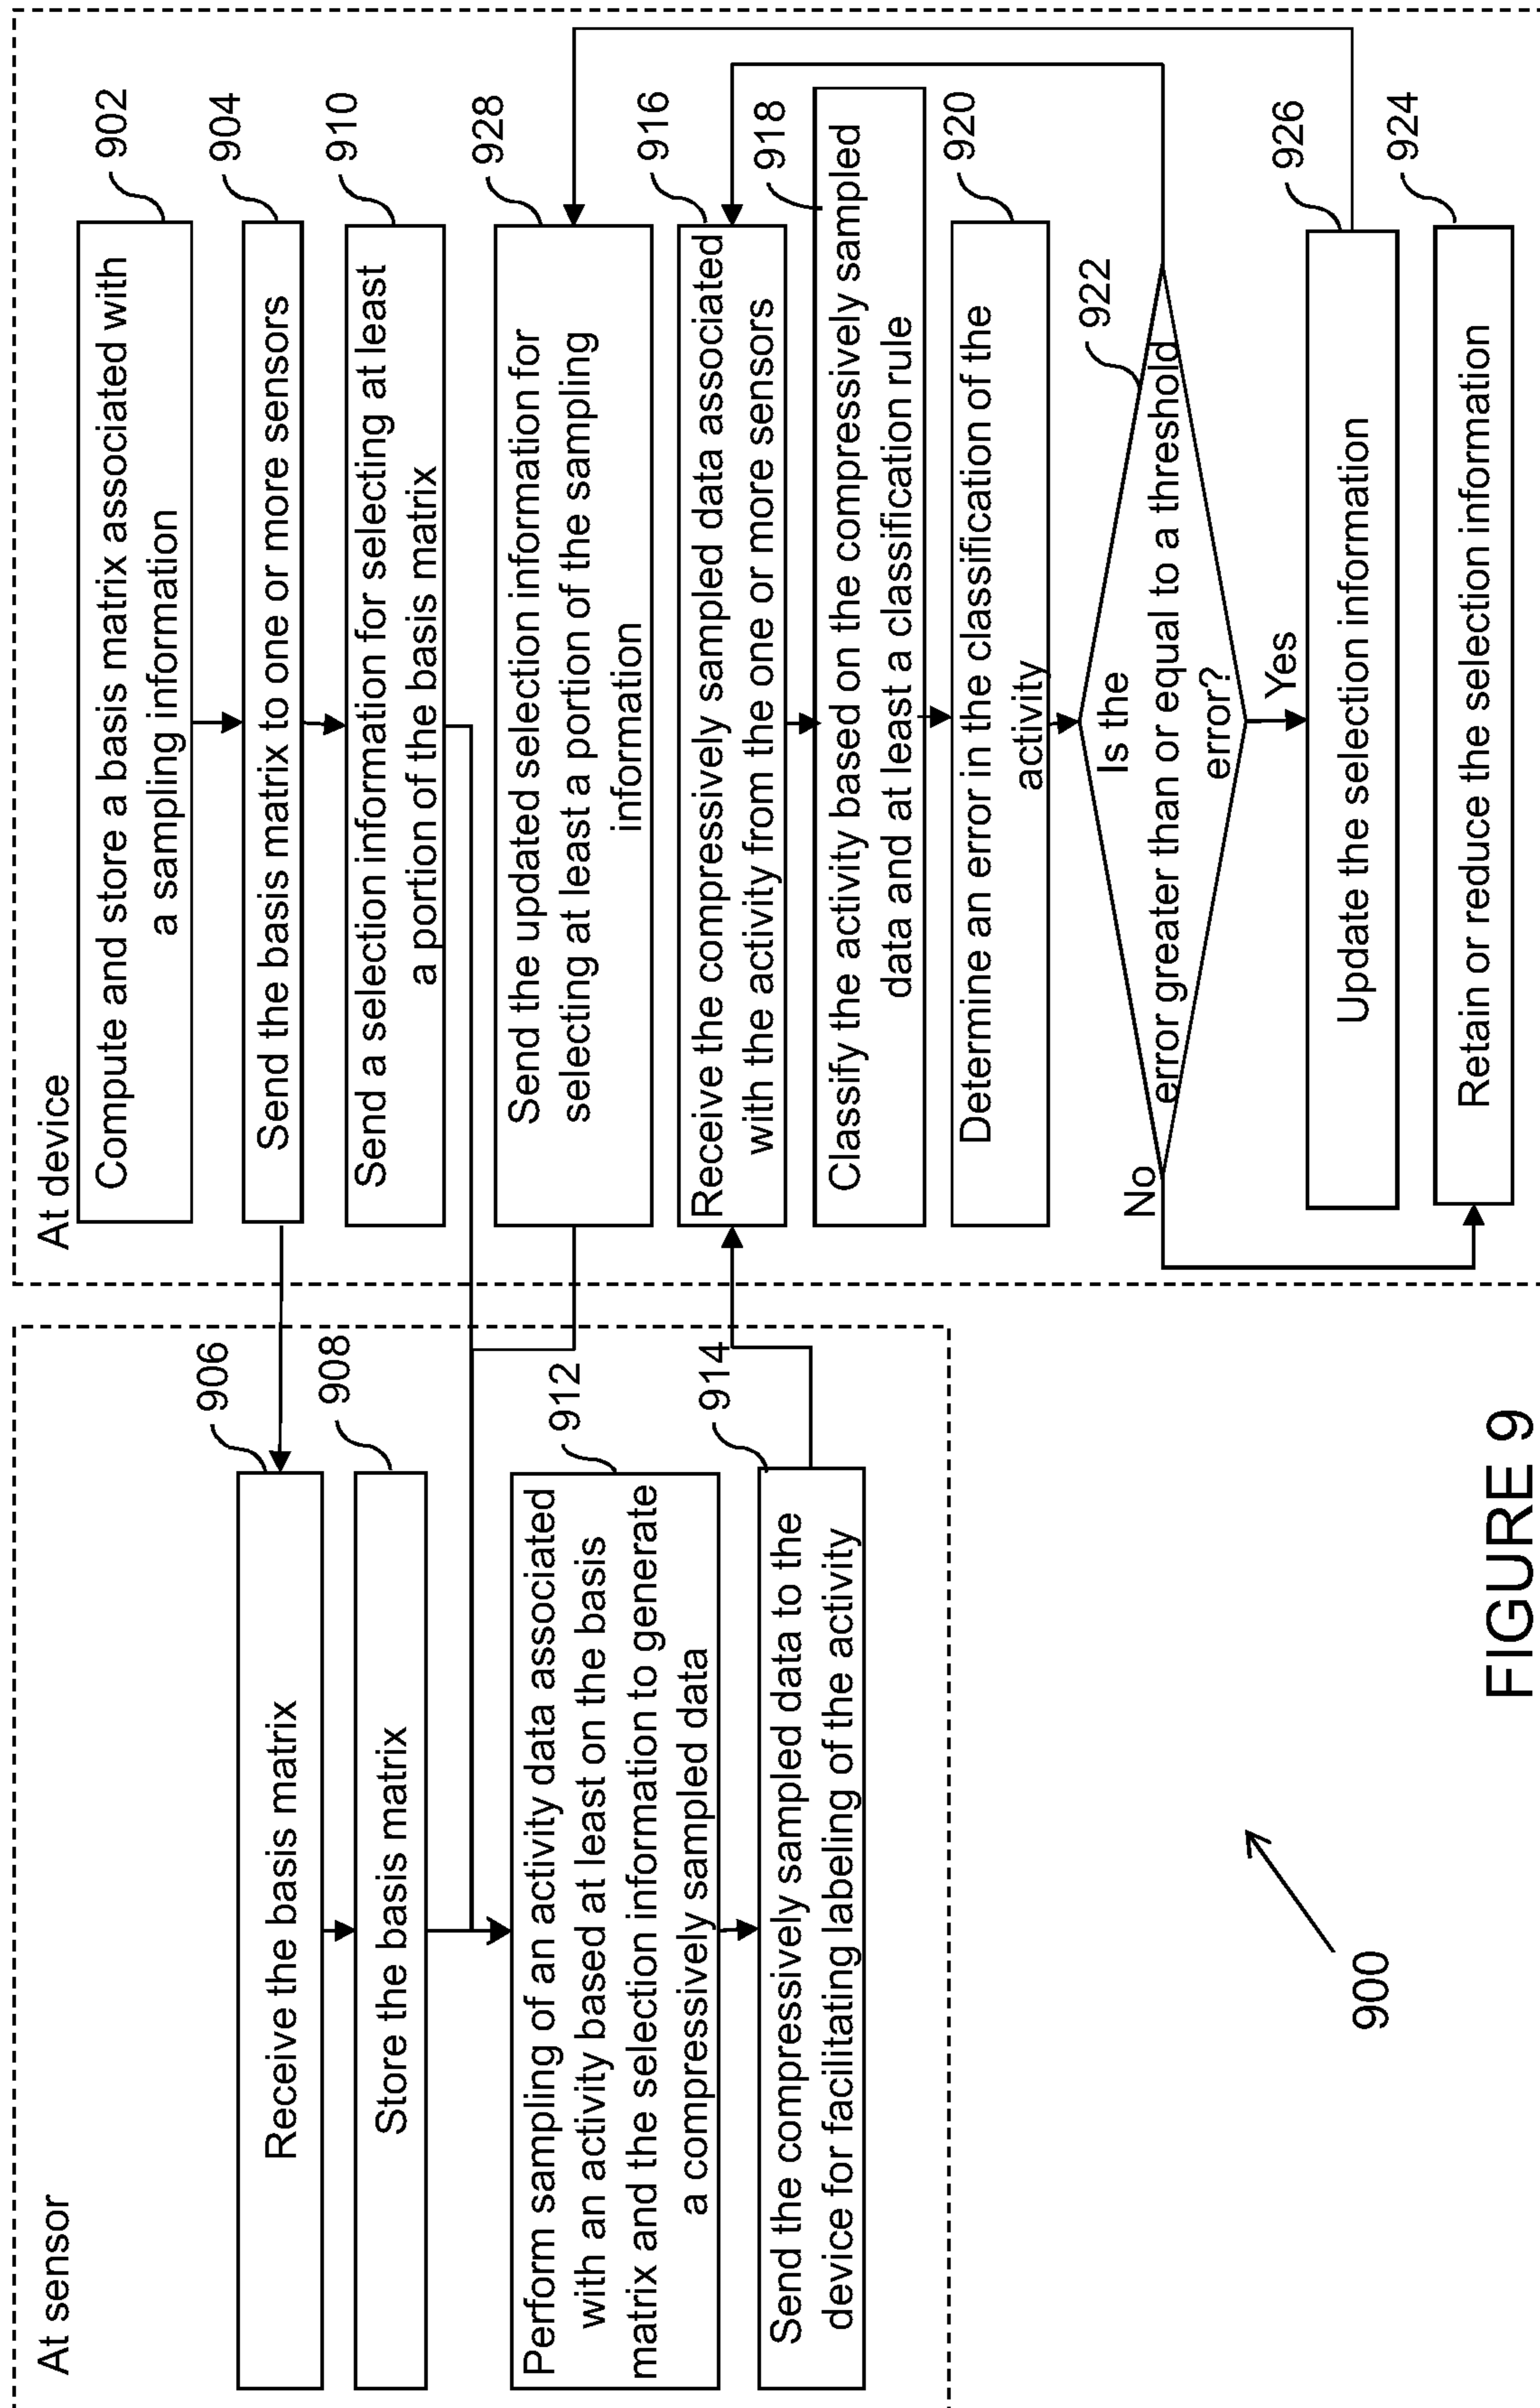 At sensor
906
Receive the basis matrix
908
Store the basis matrix
912
Perform sampling of an activity data associated
with an activity based at least on the basis
matrix and the selection information to generate
a compressively sampled data
914
Send the compressively sampled data to the
device for facilitating labeling of the activity
At device
902
Compute and store a basis matrix associated with
a sampling information
904
Send the basis matrix to one or more sensors
910
Send a selection information for selecting at least
a portion of the basis matrix
928
Send the updated selection information for
selecting at least a portion of the sampling
information
916
Receive the compressively sampled data associated
with the activity from the one or more sensors
918
Classify the activity based on the compressively sampled
data and at least a classification rule
920
Determine an error in the classification of the
activity
922
Is the
error greater than or equal to a threshold
error?
No
Yes
926
Update the selection information
924
Retain or reduce the selection information
900
FIGURE 9